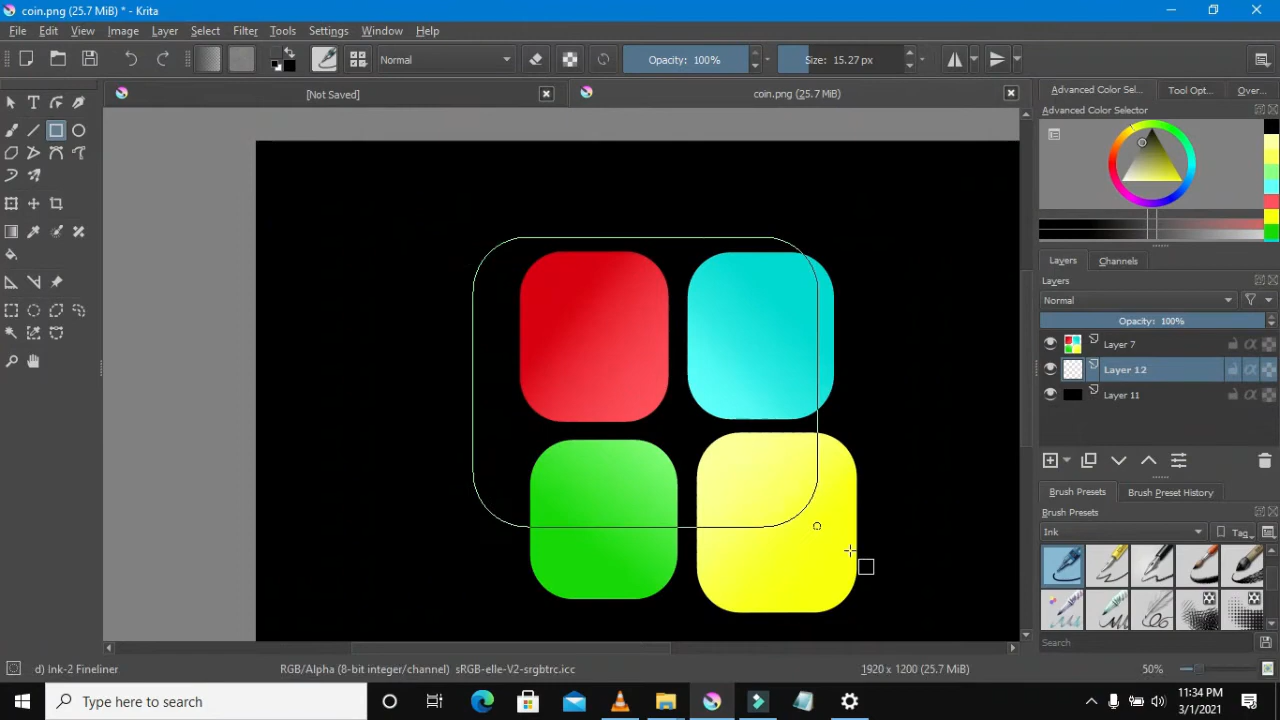 coin.png (25.7 MiB) * - Krita
File Edit View Image Layer Select Filter Tools Settings Window Help
Normal
Opacity: 100%
Size: 15.27 px
[Not Saved]
coin.png (25.7 MiB)
Advanced Color Sel...
Tool Opt...
Over...
Advanced Color Selector
Layers
Channels
Layers
Normal
Opacity: 100%
Layer 7
Layer 12
Layer 11
Brush Presets
Brush Preset History
Brush Presets
Ink
Tag
Search
d) Ink-2 Fineliner
RGB/Alpha (8-bit integer/channel) sRGB-elle-V2-srgbtrc.icc
1920 x 1200 (25.7 MiB)
50%
Type here to search
11:34 PM
3/1/2021